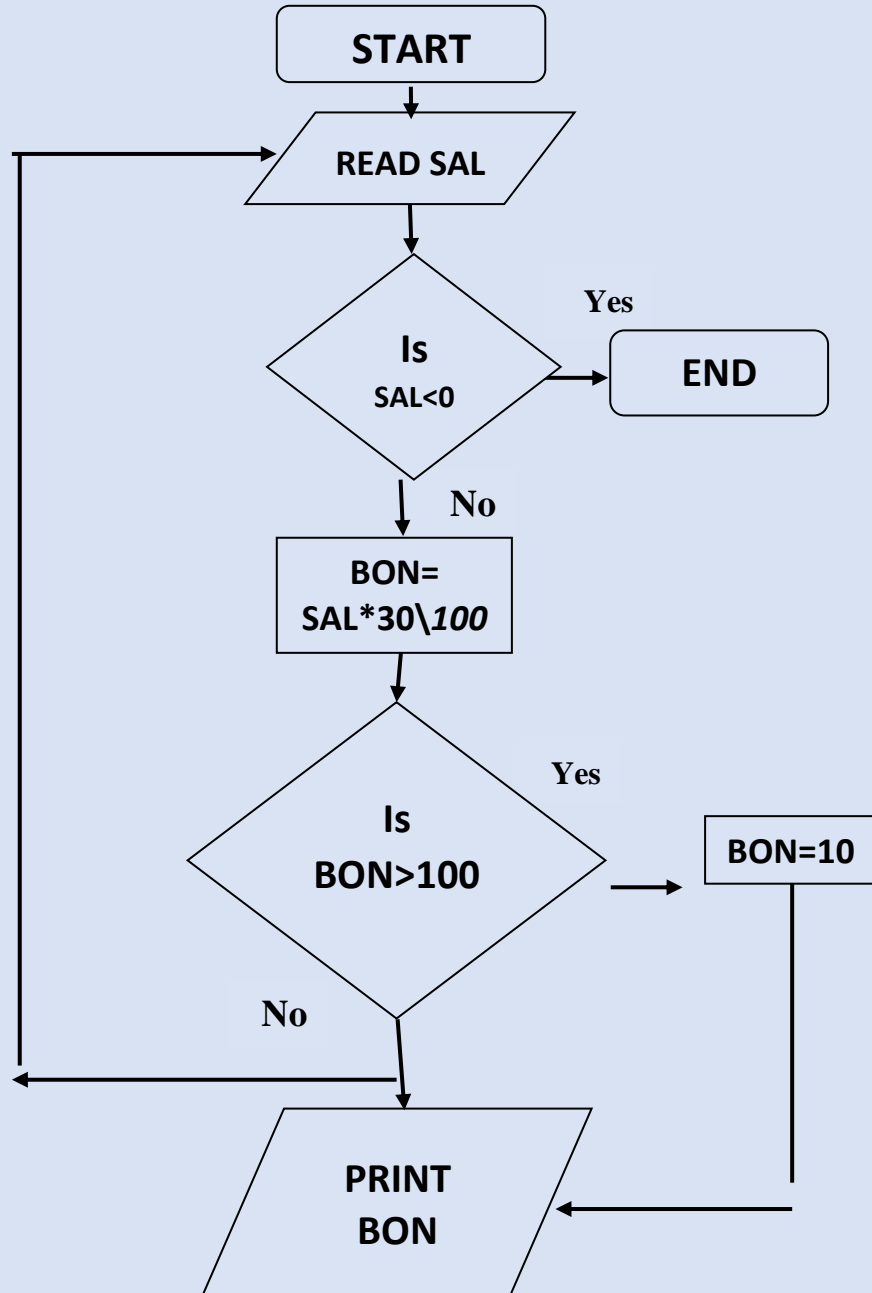 START
READ SAL
Yes
Is
SAL<0
END
No
BON=
SAL*30\100
Yes
Is
BON>100
BON=10
No
PRINT
BON